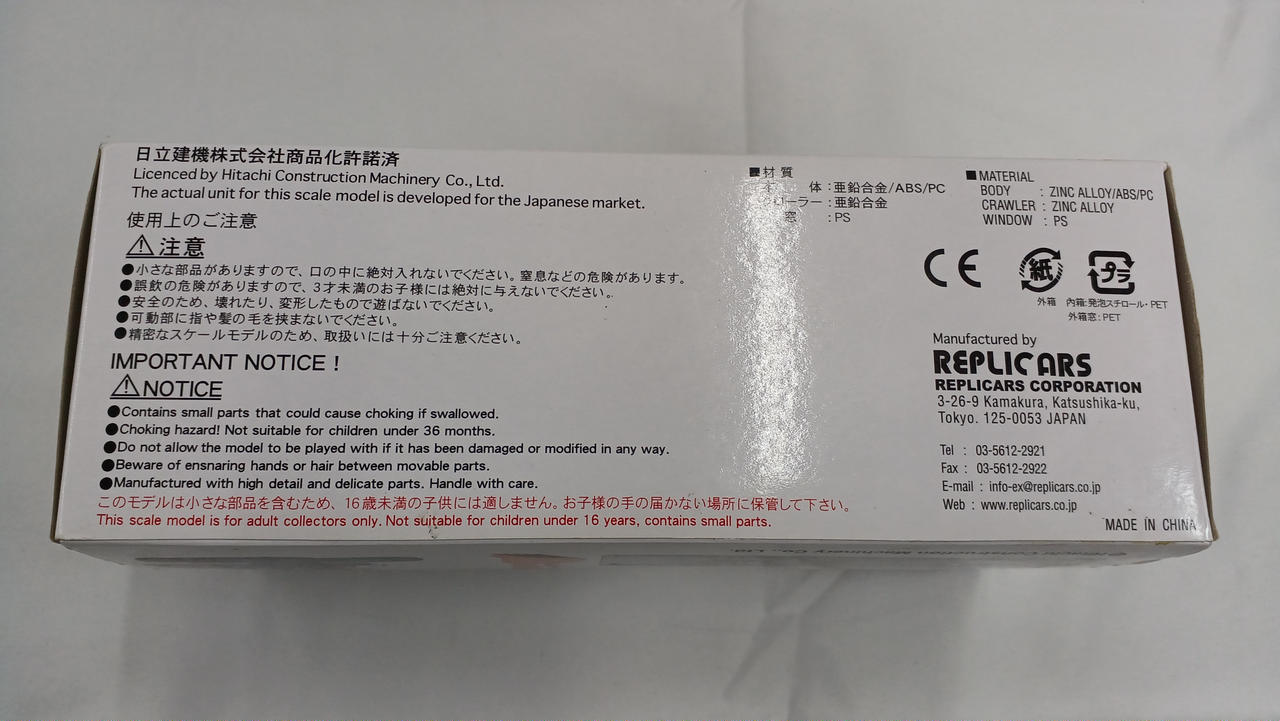 日立建機株式会社商品化許諾済
Licenced by Hitachi Construction Machinery Co., Ltd.
The actual unit for this scale model is developed for the Japanese market.
使用上のご注意
注意
●小さな部品がありますので、口の中に絶対入れないでください。窒息などの危険があります。
●誤飲の危険がありますので、3才未満のお子様には絶対に与えないでください。
●安全のため、壊れたり、変形したもので遊ばないでください。
●可動部に指や髪の毛を挟まないでください。
●精密なスケールモデルのため、取扱いには十分ご注意ください。
IMPORTANT NOTICE !
NOTICE
●Contains small parts that could cause choking if swallowed.
●Choking hazard! Not suitable for children under 36 months.
●Do not allow the model to be played with if it has been damaged or modified in any way.
●Beware of ensnaring hands or hair between movable parts.
●Manufactured with high detail and delicate parts. Handle with care.
このモデルは小さな部品を含むため、16歳未満の子供には適しません。お子様の手の届かない場所に保管して下さい。
This scale model is for adult collectors only. Not suitable for children under 16 years, contains small parts.
■材質
体：亜鉛合金/ABS/PC
ローラー：亜鉛合金
窓：PS
■MATERIAL
BODY : ZINC ALLOY/ABS/PC
CRAWLER : ZINC ALLOY
WINDOW : PS
CE
紙
プラ
外箱
内箱:発泡スチロール・PET
外箱窓:PET
Manufactured by
REPLICARS
REPLICARS CORPORATION
3-26-9 Kamakura, Katsushika-ku,
Tokyo. 125-0053 JAPAN
Tel : 03-5612-2921
Fax : 03-5612-2922
E-mail : info-ex@replicars.co.jp
Web : www.replicars.co.jp
MADE IN CHINA
Hitachi Construction Machinery Co., Ltd.